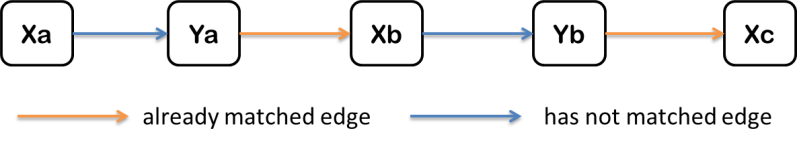 Xa Ya Xb Yb Xc
already matched edge has not matched edge